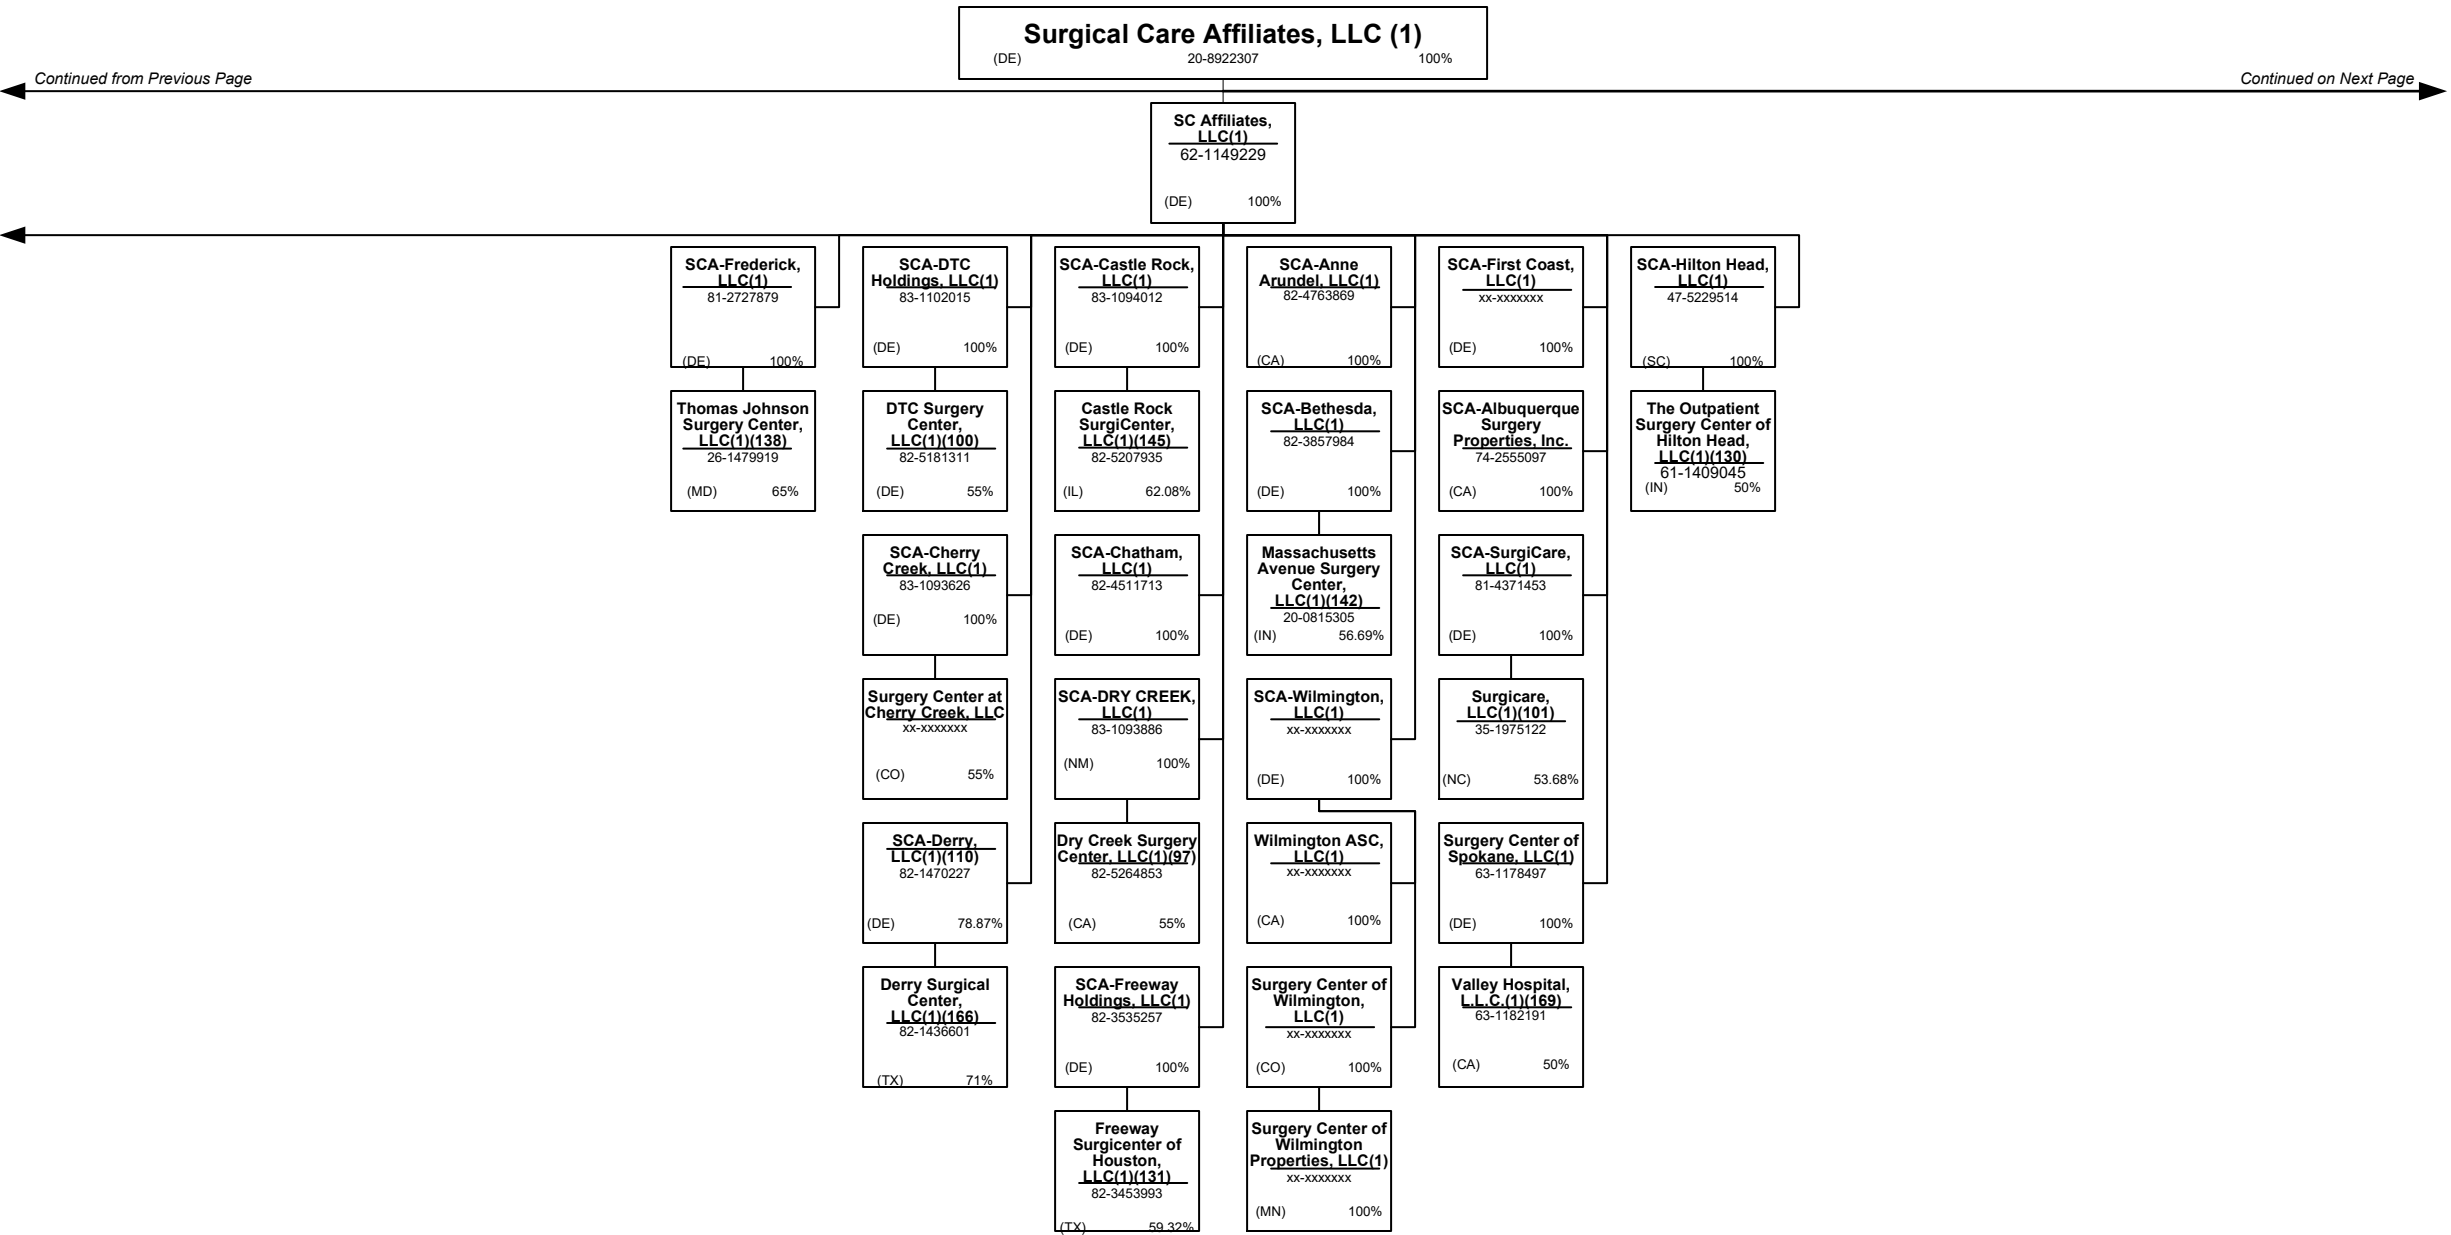 Surgical Care Affiliates, LLC (1)
(DE) 20-8922307 100%
Continued from Previous Page
Continued on Next Page
SC Affiliates,
LLC(1)
62-1149229
(DE) 100%
SCA-Frederick,
LLC(1)
81-2727879
(DE) 100%
Thomas Johnson
Surgery Center,
LLC(1)(138)
26-1479919
(MD) 65%
SCA-DTC
Holdings, LLC(1)
83-1102015
(DE) 100%
DTC Surgery
Center,
LLC(1)(100)
82-5181311
(DE) 55%
SCA-Cherry
Creek, LLC(1)
83-1093626
(DE) 100%
Surgery Center at
Cherry Creek, LLC
xx-xxxxxxx
(CO) 55%
SCA-Derry,
LLC(1)(110)
82-1470227
(DE) 78.87%
Derry Surgical
Center,
LLC(1)(166)
82-1436601
(TX) 71%
SCA-Castle Rock,
LLC(1)
83-1094012
(DE) 100%
Castle Rock
SurgiCenter,
LLC(1)(145)
82-5207935
(IL) 62.08%
SCA-Chatham,
LLC(1)
82-4511713
(DE) 100%
SCA-DRY CREEK,
LLC(1)
83-1093886
(NM) 100%
Dry Creek Surgery
Center, LLC(1)(97)
82-5264853
(CA) 55%
SCA-Freeway
Holdings, LLC(1)
82-3535257
(DE) 100%
Freeway
Surgicenter of
Houston,
LLC(1)(131)
82-3453993
(TX) 59.32%
SCA-Anne
Arundel, LLC(1)
82-4763869
(CA) 100%
SCA-Bethesda,
LLC(1)
82-3857984
(DE) 100%
Massachusetts
Avenue Surgery
Center,
LLC(1)(142)
20-0815305
(IN) 56.69%
SCA-Wilmington,
LLC(1)
xx-xxxxxxx
(DE) 100%
Wilmington ASC,
LLC(1)
xx-xxxxxxx
(CA) 100%
Surgery Center of
Wilmington,
LLC(1)
xx-xxxxxxx
(CO) 100%
Surgery Center of
Wilmington
Properties, LLC(1)
xx-xxxxxxx
(MN) 100%
SCA-First Coast,
LLC(1)
xx-xxxxxxx
(DE) 100%
SCA-Albuquerque
Surgery
Properties, Inc.
74-2555097
(CA) 100%
SCA-SurgiCare,
LLC(1)
81-4371453
(DE) 100%
Surgicare,
LLC(1)(101)
35-1975122
(NC) 53.68%
Surgery Center of
Spokane, LLC(1)
63-1178497
(DE) 100%
Valley Hospital,
L.L.C.(1)(169)
63-1182191
(CA) 50%
SCA-Hilton Head,
LLC(1)
47-5229514
(SC) 100%
The Outpatient
Surgery Center of
Hilton Head,
LLC(1)(130)
61-1409045
(IN) 50%